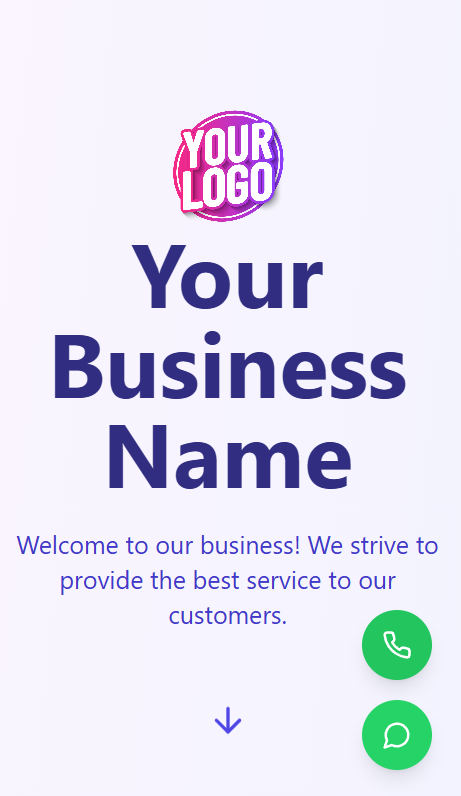 YOUR
LOGO
Your
Business
Name
Welcome to our business! We strive to
provide the best service to our
customers.